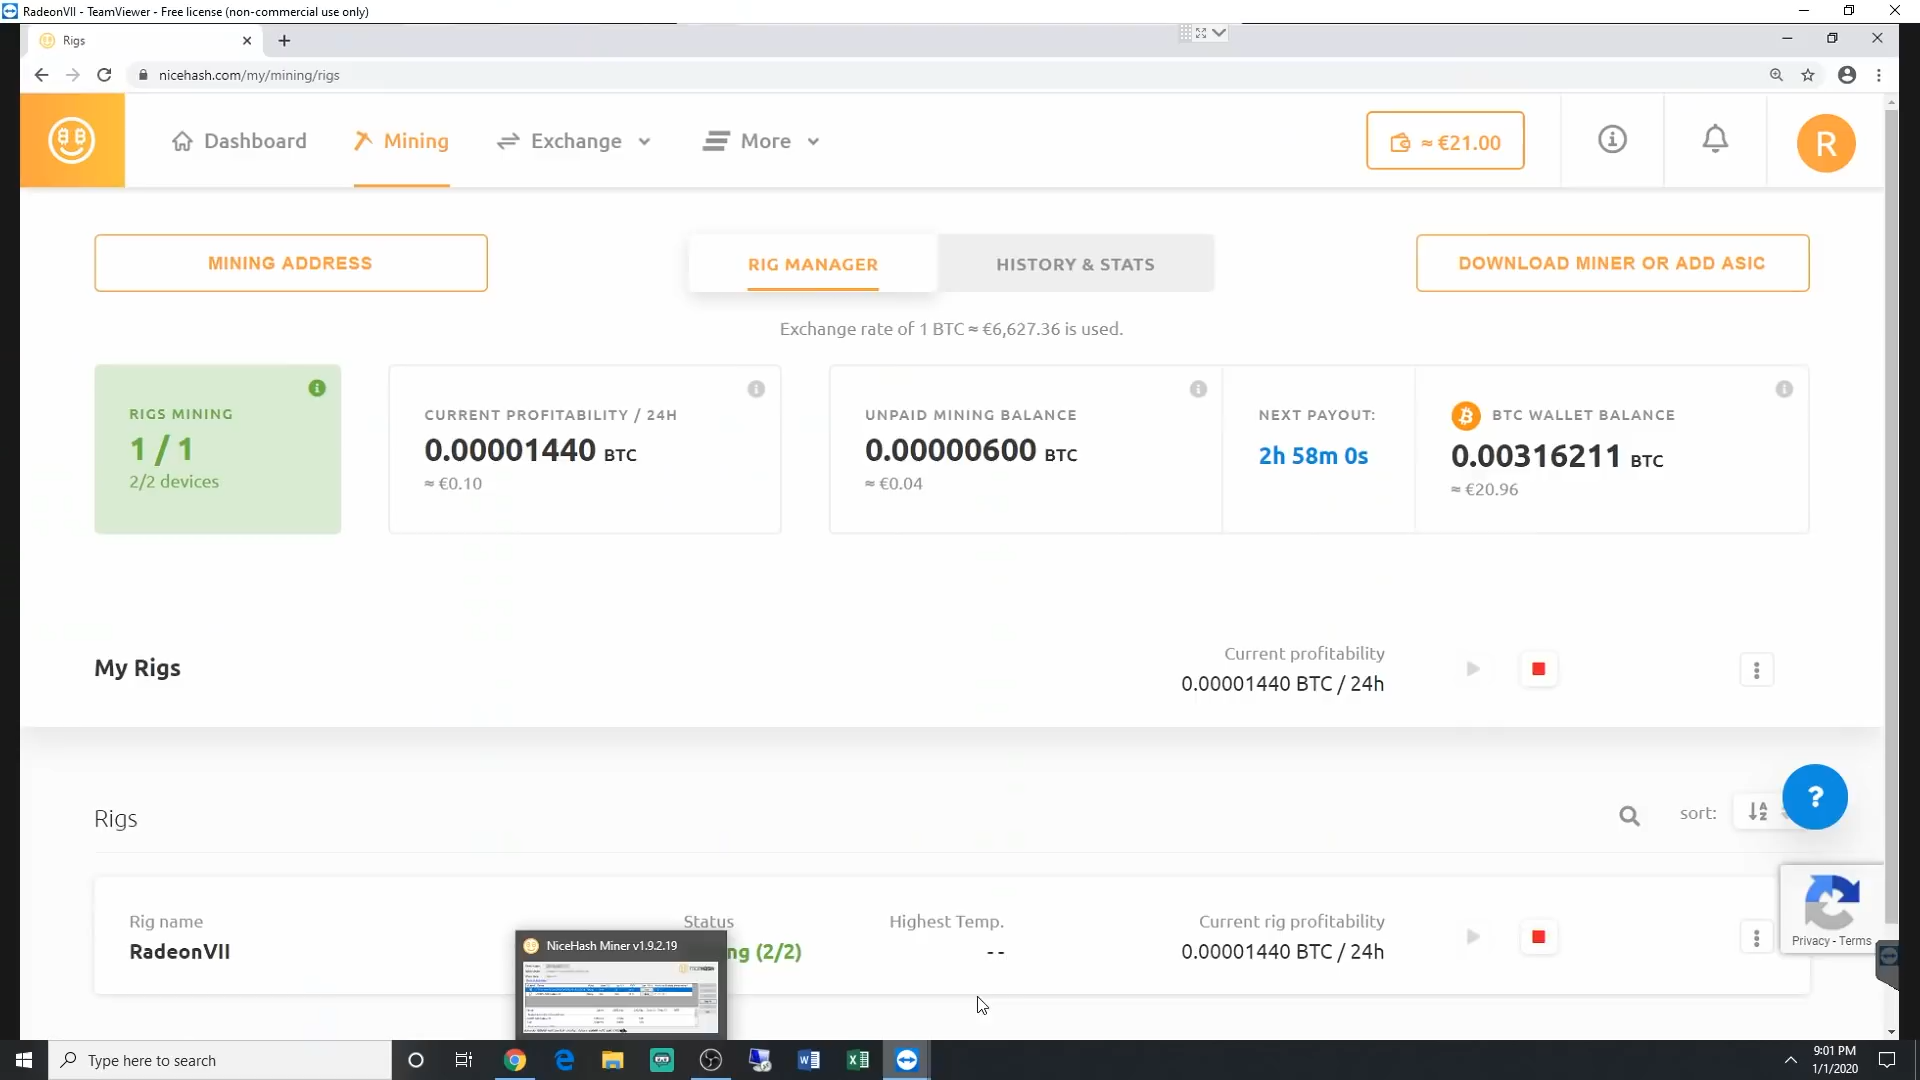 RadeonVII - TeamViewer - Free license (non-commercial use only)
Rigs
nicehash.com/my/mining/rigs
Dashboard
Mining
Exchange
More
≈ €21.00
R
MINING ADDRESS
RIG MANAGER
HISTORY & STATS
DOWNLOAD MINER OR ADD ASIC
Exchange rate of 1 BTC ≈ €6,627.36 is used.
RIGS MINING
1 / 1
2/2 devices
CURRENT PROFITABILITY / 24H
0.00001440 BTC
≈ €0.10
UNPAID MINING BALANCE
0.00000600 BTC
≈ €0.04
NEXT PAYOUT:
2h 58m 0s
BTC WALLET BALANCE
0.00316211 BTC
≈ €20.96
My Rigs
Current profitability
0.00001440 BTC / 24h
Rigs
sort:
?
Rig name
RadeonVII
Status
ng (2/2)
Highest Temp.
- -
Current rig profitability
0.00001440 BTC / 24h
Privacy - Terms
NiceHash Miner v1.9.2.19
Type here to search
9:01 PM
1/1/2020